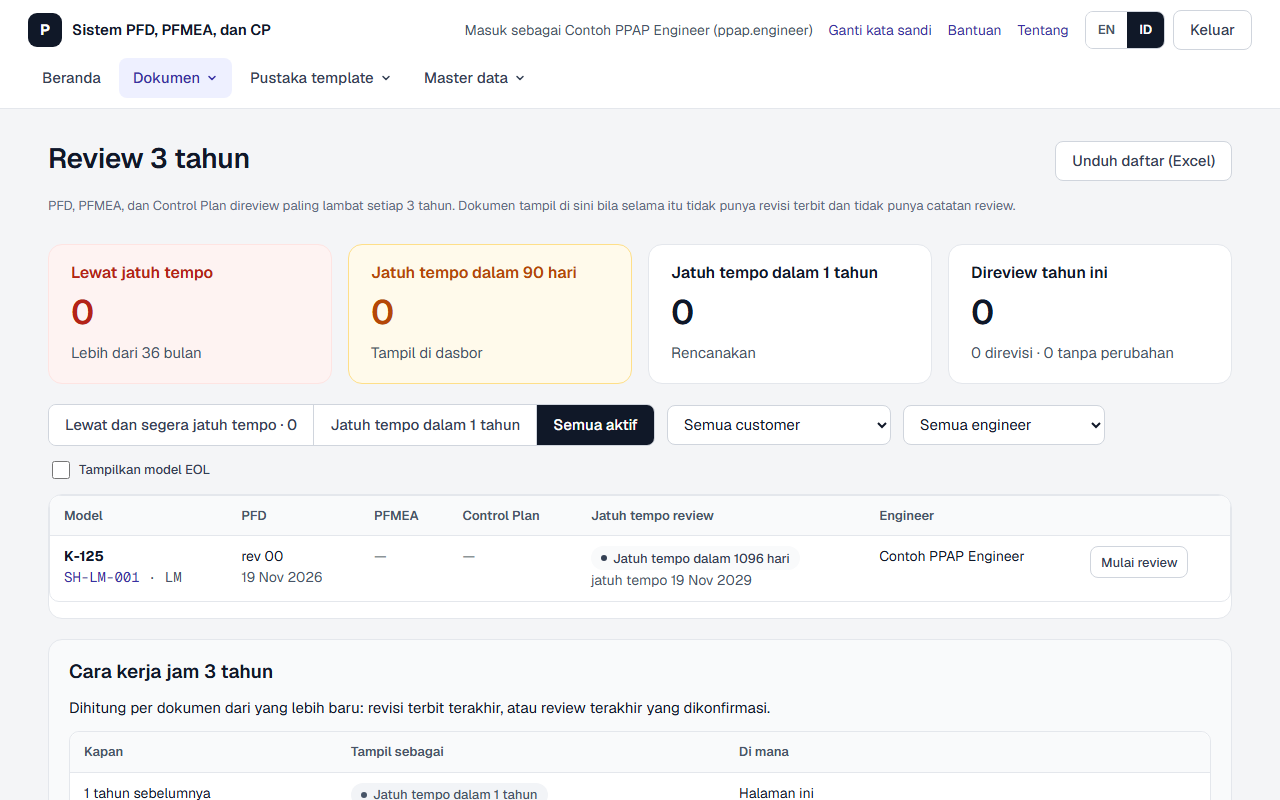 P Sistem PFD, PFMEA, dan CP
Masuk sebagai Contoh PPAP Engineer (ppap.engineer) Ganti kata sandi Bantuan Tentang EN ID Keluar
Beranda Dokumen Pustaka template Master data
Review 3 tahun
Unduh daftar (Excel)
PFD, PFMEA, dan Control Plan direview paling lambat setiap 3 tahun. Dokumen tampil di sini bila selama itu tidak punya revisi terbit dan tidak punya catatan review.
Lewat jatuh tempo
0
Lebih dari 36 bulan
Jatuh tempo dalam 90 hari
0
Tampil di dasbor
Jatuh tempo dalam 1 tahun
0
Rencanakan
Direview tahun ini
0
0 direvisi · 0 tanpa perubahan
Lewat dan segera jatuh tempo · 0 Jatuh tempo dalam 1 tahun Semua aktif Semua customer Semua engineer
Tampilkan model EOL
Model PFD PFMEA Control Plan Jatuh tempo review Engineer
K-125 rev 00 — — Jatuh tempo dalam 1096 hari Contoh PPAP Engineer Mulai review
SH-LM-001 · LM 19 Nov 2026 jatuh tempo 19 Nov 2029
Cara kerja jam 3 tahun
Dihitung per dokumen dari yang lebih baru: revisi terbit terakhir, atau review terakhir yang dikonfirmasi.
Kapan Tampil sebagai Di mana
1 tahun sebelumnya Jatuh tempo dalam 1 tahun Halaman ini